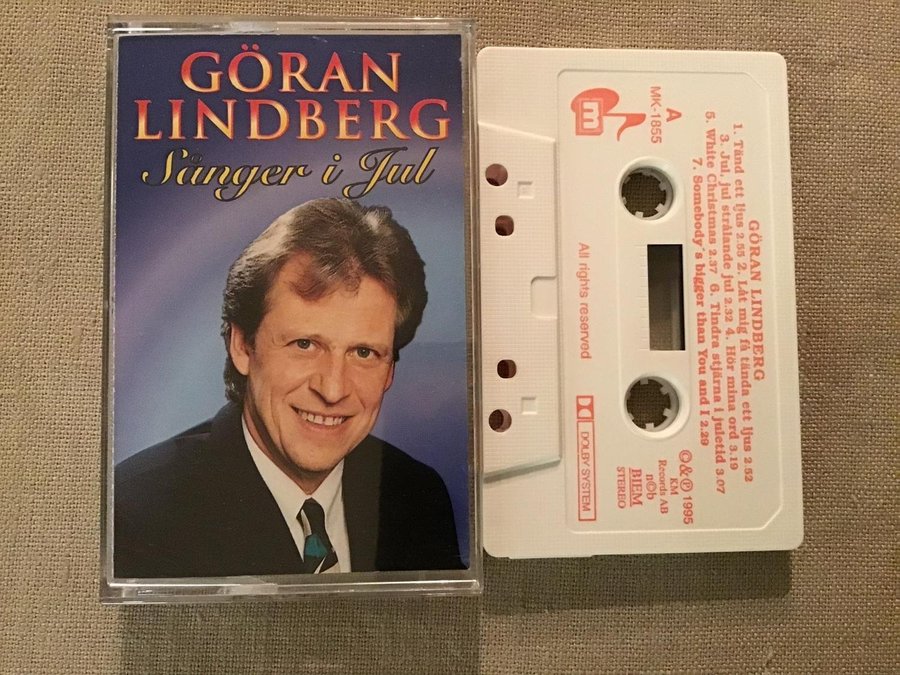 GÖRAN
LINDBERG
Sånger i Jul
m
MK-1855
A
GÖRAN LINDBERG
1. Tänd ett ljus 2.55 2. Låt mig få tända ett ljus 2.52
3. Jul, jul strålande jul 2.32 4. Hör mina ord 3.19
5. White Christmas 2.37 6. Tindra stjärna i juletid 3.07
7. Somebody's bigger than You and I 2.29
All rights reserved
DOLBY SYSTEM
©&℗ 1995
KM
Records AB
n©b
BIEM
STEREO